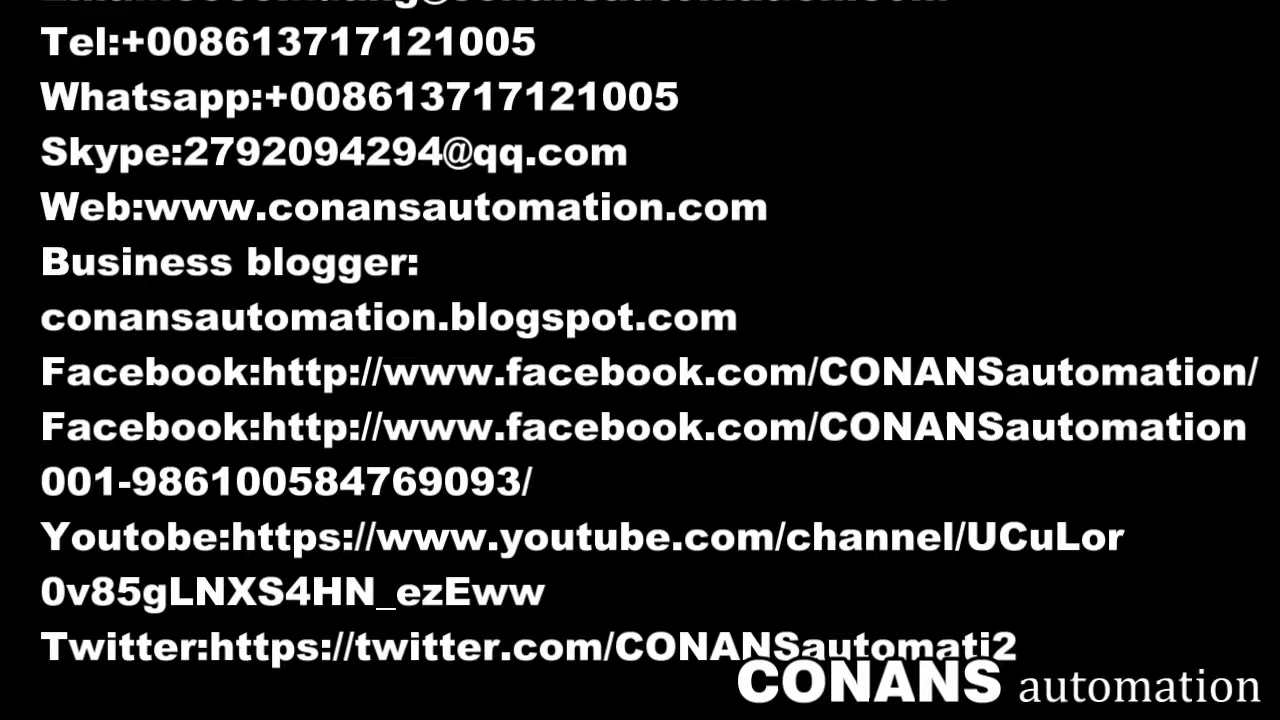 Tel:+008613717121005
Whatsapp:+008613717121005
Skype:2792094294@qq.com
Web:www.conansautomation.com
Business blogger:
conansautomation.blogspot.com
Facebook:http://www.facebook.com/CONANSautomation/
Facebook:http://www.facebook.com/CONANSautomation
001-986100584769093/
Youtobe:https://www.youtube.com/channel/UCuLor
0v85gLNXS4HN_ezEww
Twitter:https://twitter.com/CONANSautomati2
CONANS automation